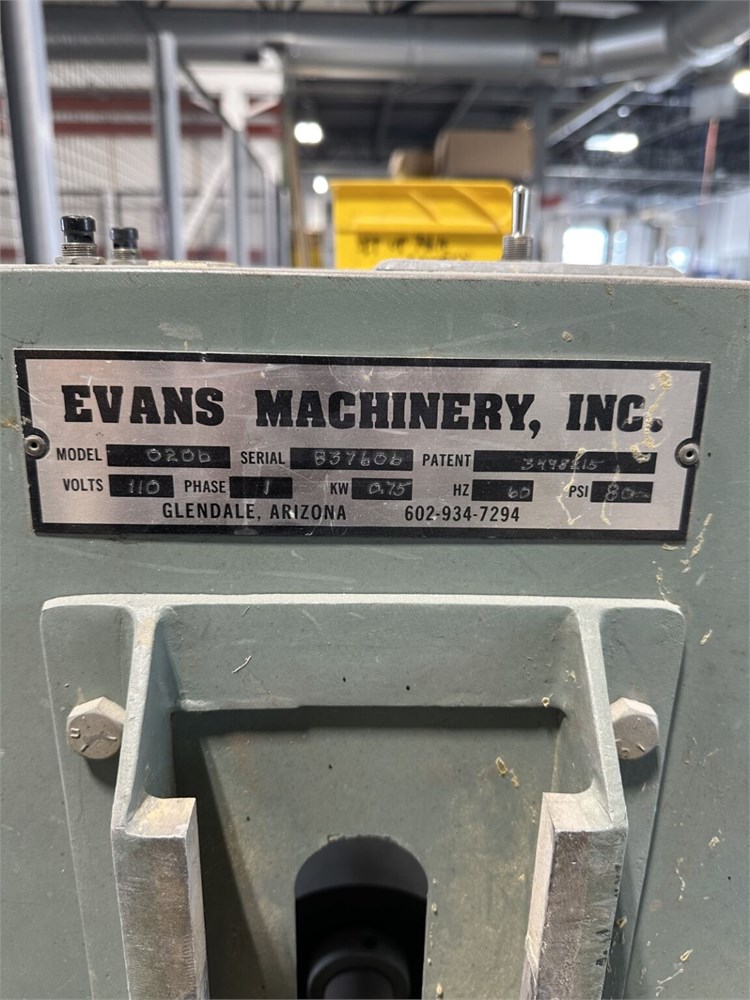 EVANS MACHINERY, INC.
MODEL 0206 SERIAL 837606 PATENT
VOLTS 110 PHASE 1 KW 0.75 HZ 60 PSI 80
GLENDALE, ARIZONA 602-934-7294